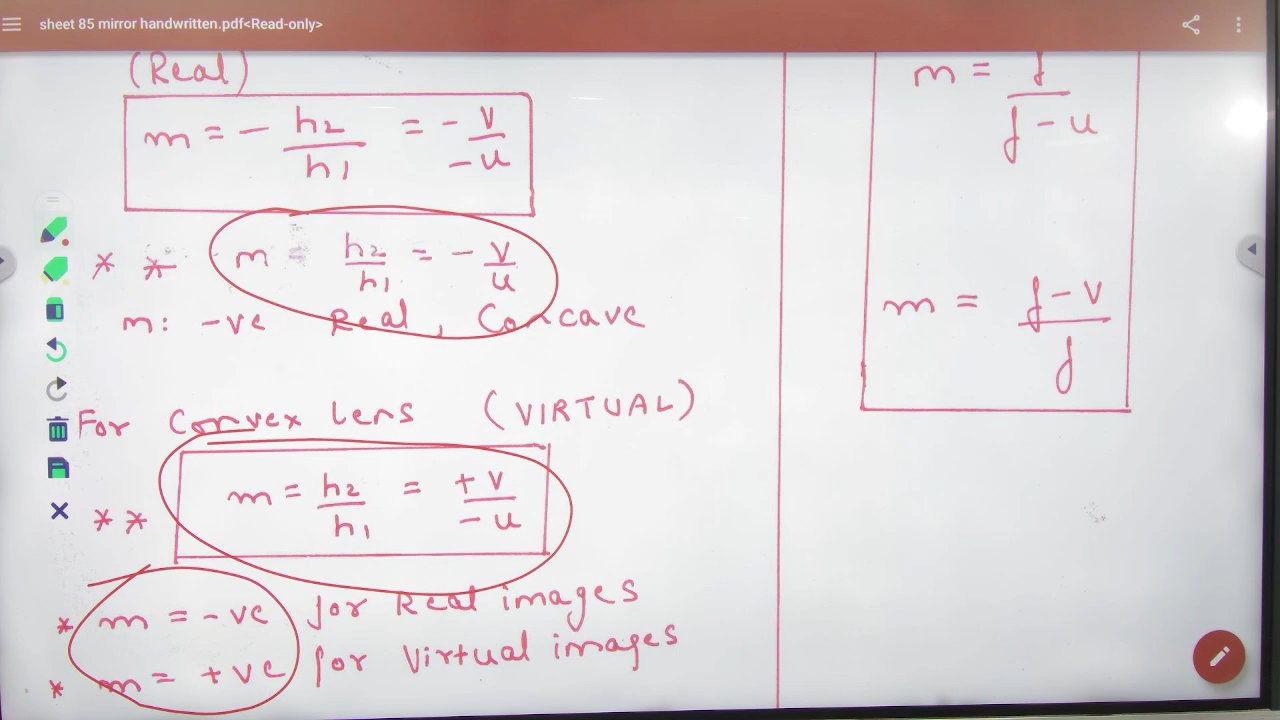 sheet 85 mirror handwritten.pdf<Read-only>
(Real)
m = - h2/h1 = - v/-u
* * m = h2/h1 = - v/u
m: -ve Real, Concave
For Convex lens (VIRTUAL)
** m = h2/h1 = +v/-u
* m = -ve for Real images
* m = +ve for Virtual images
m = f/f-u
m = f-v/f